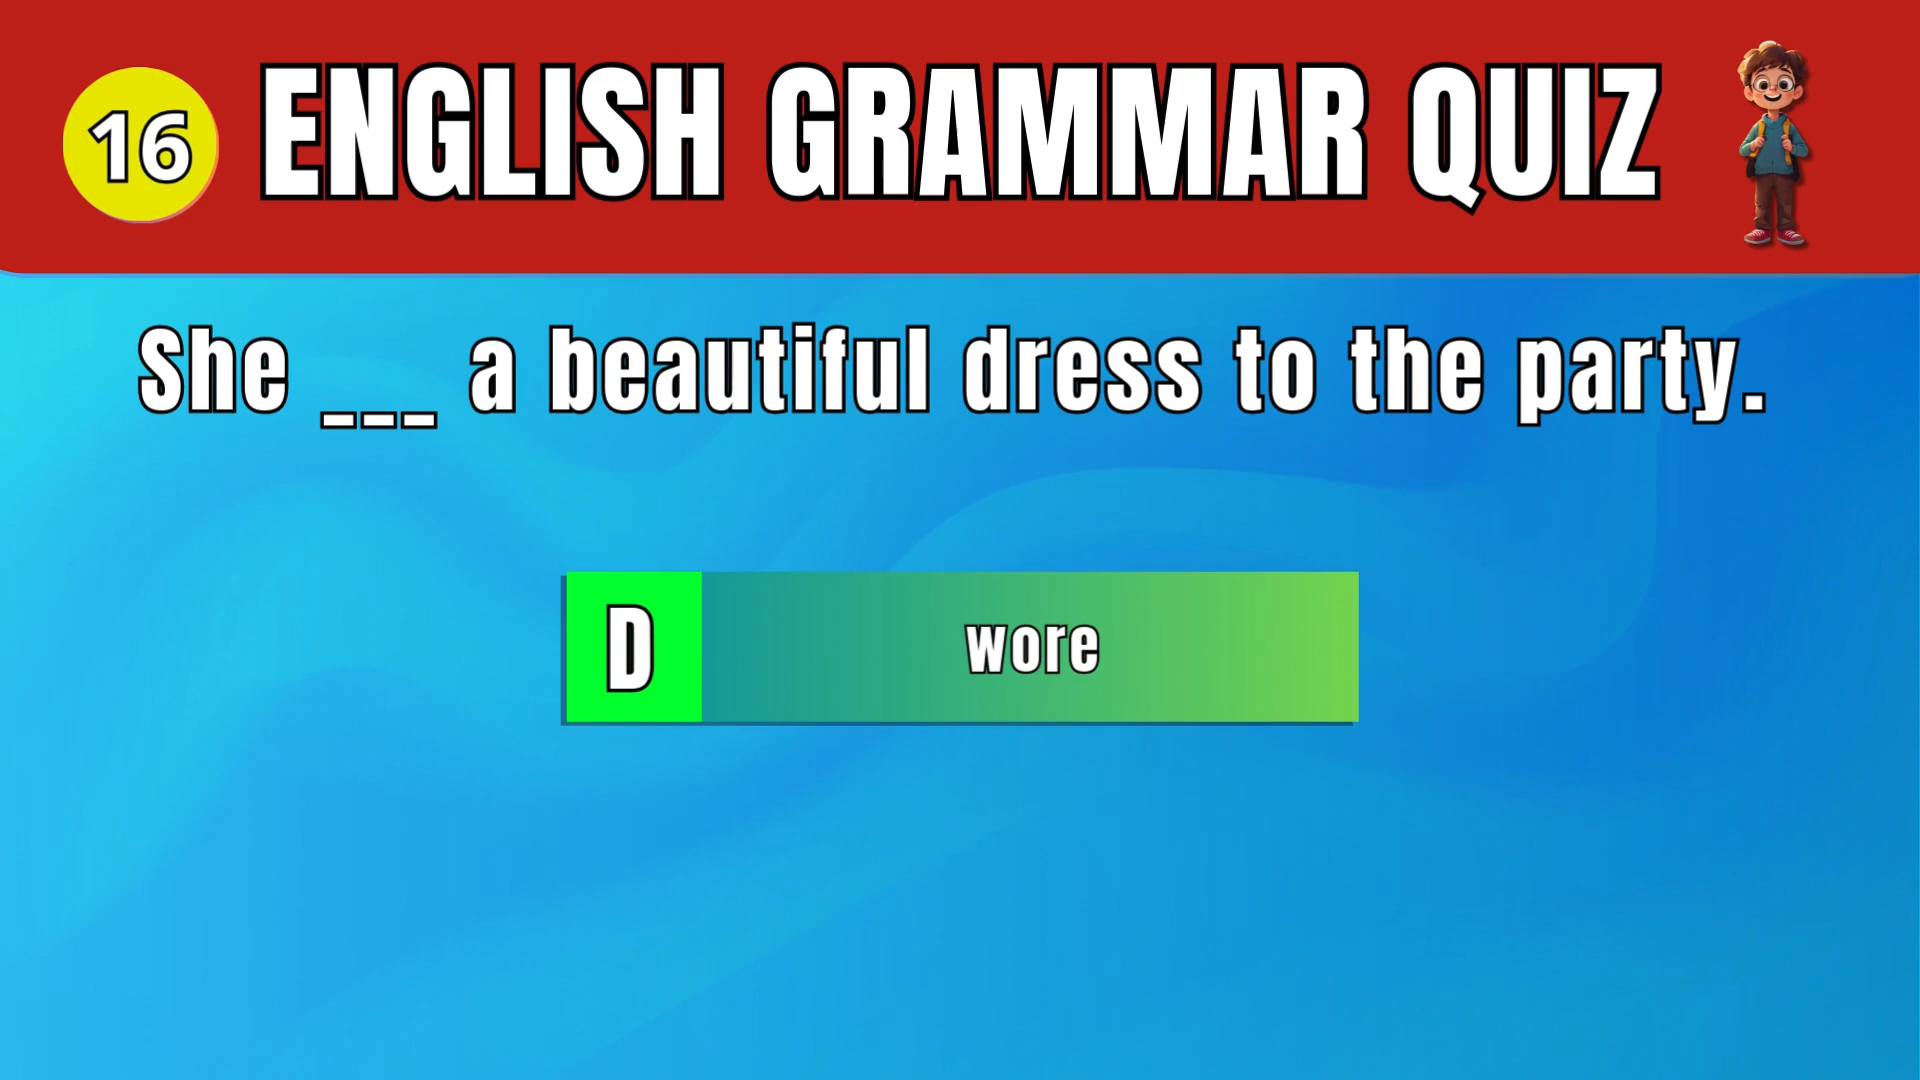 16
ENGLISH GRAMMAR QUIZ
She ___ a beautiful dress to the party.
D
wore